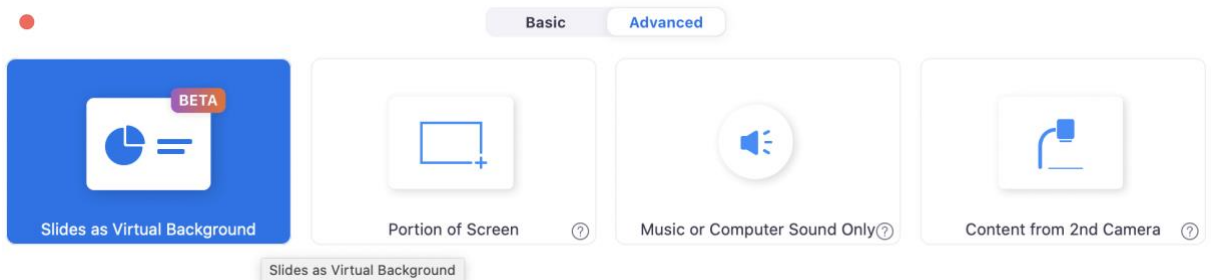 Basic
Advanced
BETA
Slides as Virtual Background
Portion of Screen
?
Music or Computer Sound Only
?
Content from 2nd Camera
?
Slides as Virtual Background